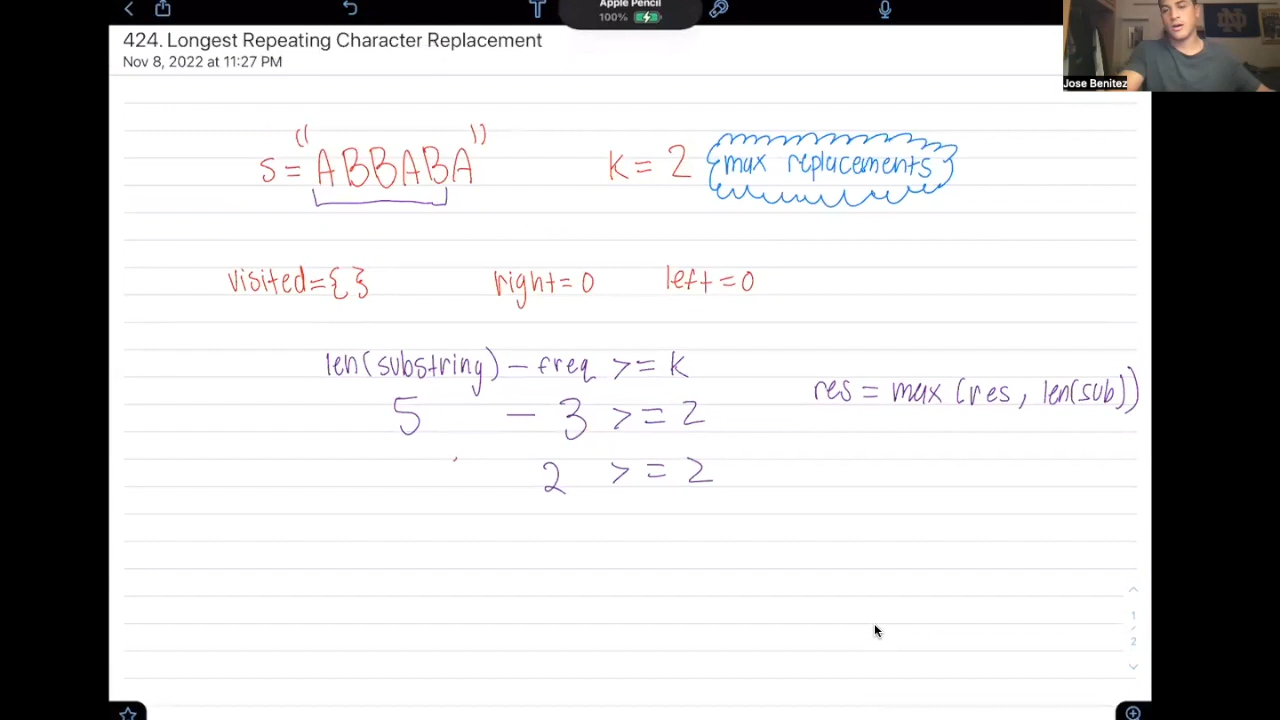 Apple Pencil
100%
424. Longest Repeating Character Replacement
Nov 8, 2022 at 11:27 PM
Jose Benitez
s = "ABBABA" k = 2 {max replacements}
visited={} right=0 left=0
len(substring) - freq >= k
res = max (res, len(sub))
5 - 3 >= 2
2 >= 2
1
2